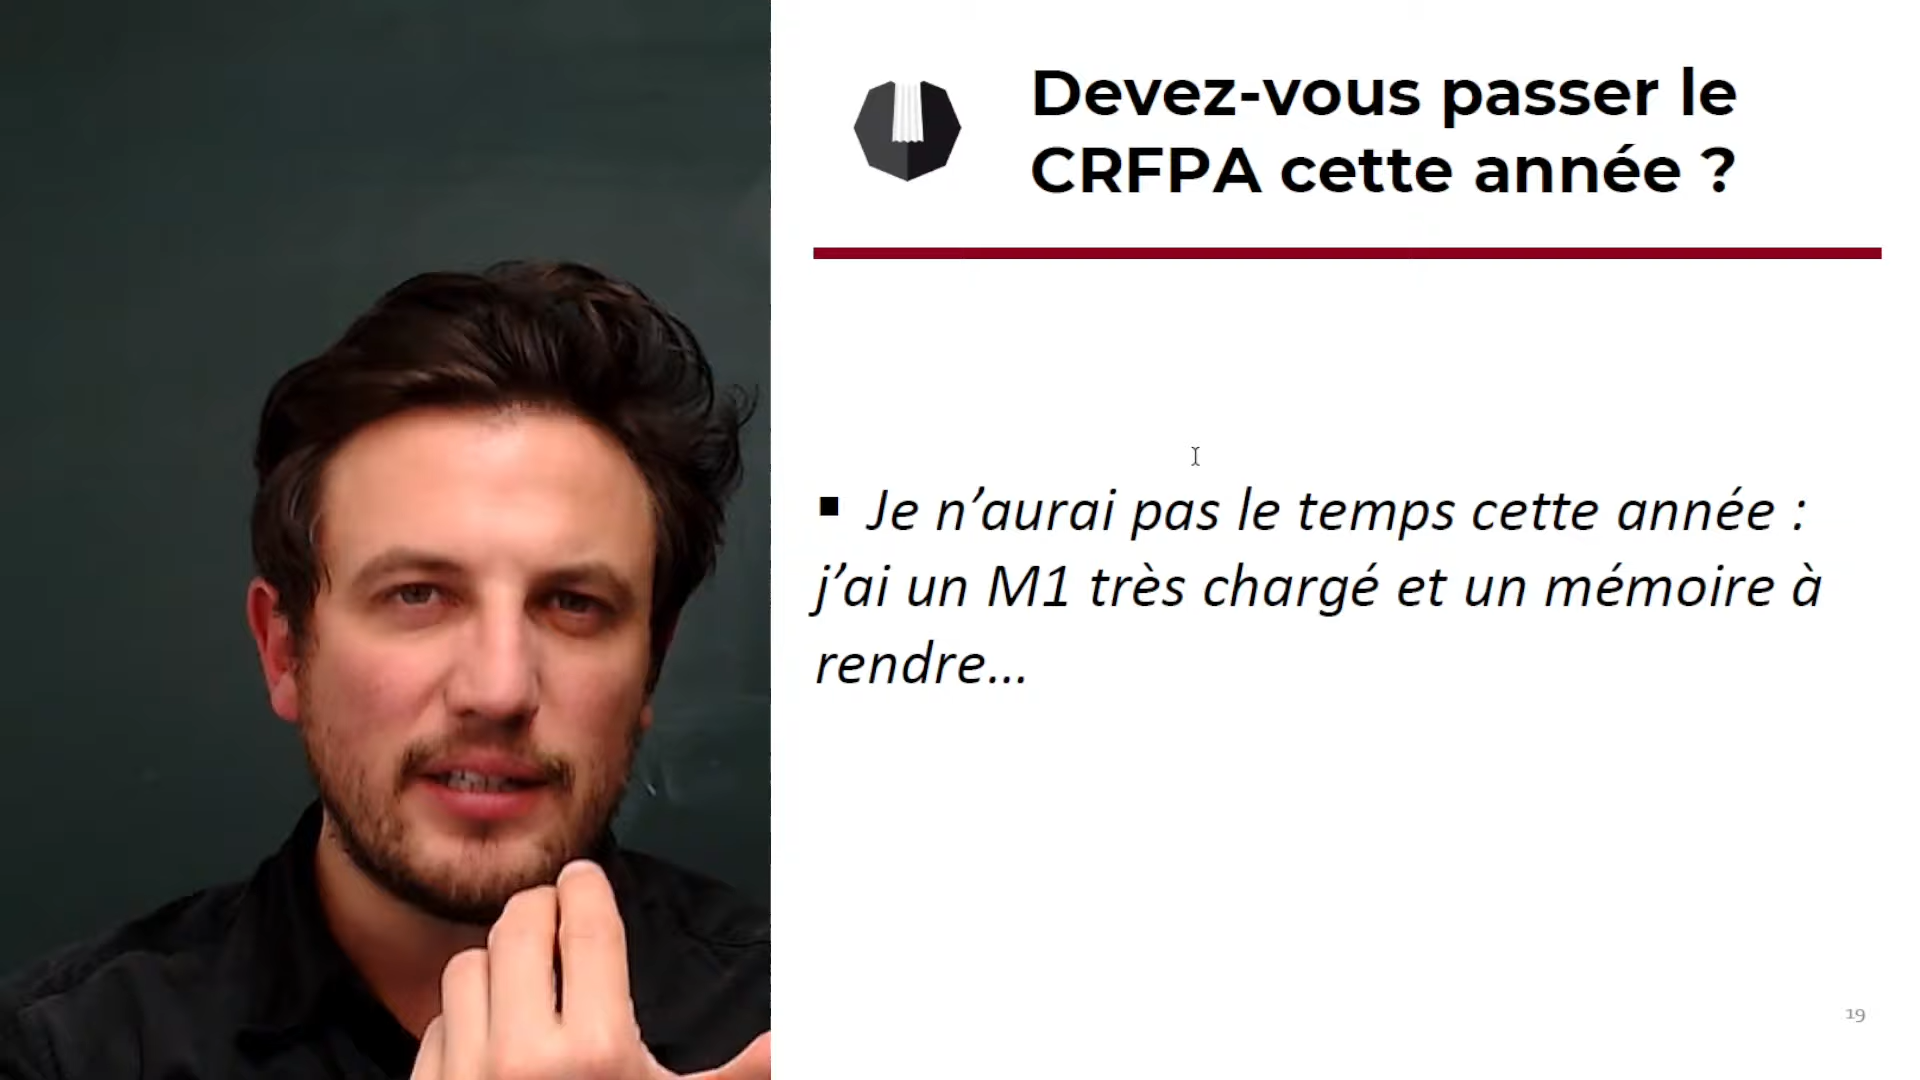 Devez-vous passer le
CRFPA cette année ?
▪ Je n’aurai pas le temps cette année :
j’ai un M1 très chargé et un mémoire à
rendre…
19